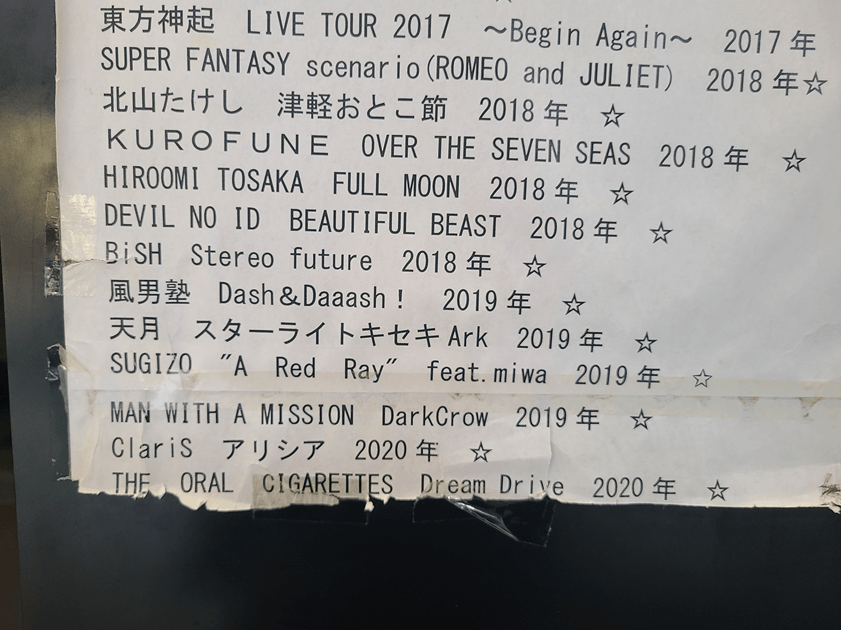 東方神起　LIVE TOUR 2017　～Begin Again～　2017年
SUPER FANTASY scenario(ROMEO and JULIET)　2018年☆
北山たけし　津軽おとこ節　2018年　☆
ＫＵＲＯＦＵＮＥ　OVER THE SEVEN SEAS　2018年　☆
HIROOMI TOSAKA　FULL MOON　2018年　☆
DEVIL NO ID　BEAUTIFUL BEAST　2018年　☆
BiSH　Stereo future　2018年　☆
風男塾　Dash＆Daaash！　2019年　☆
天月　スターライトキセキArk　2019年　☆
SUGIZO　"A　Red　Ray"　feat.miwa　2019年　☆
MAN WITH A MISSION　DarkCrow　2019年　☆
ClariS　アリシア　2020年　☆
THE　ORAL　CIGARETTES　Dream Drive　2020年　☆